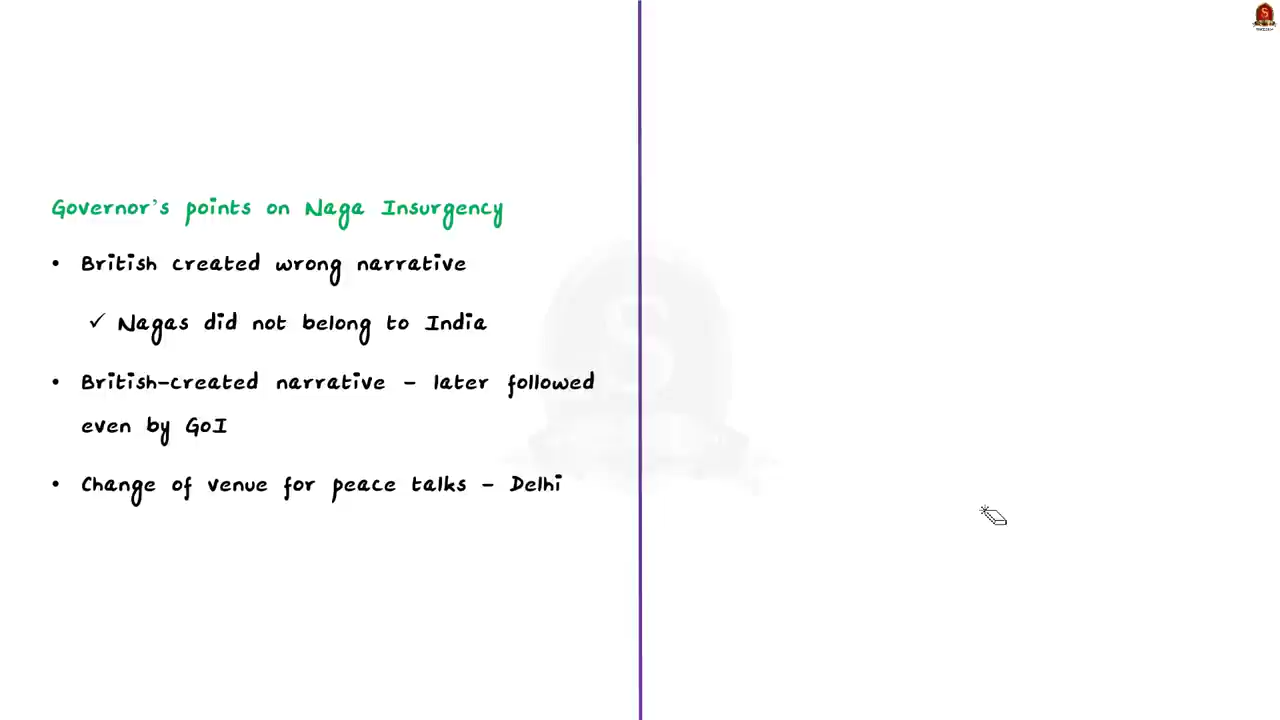 Governor's points on Naga Insurgency
• British created wrong narrative
✓ Nagas did not belong to India
• British-created narrative – later followed
even by GoI
• Change of venue for peace talks – Delhi